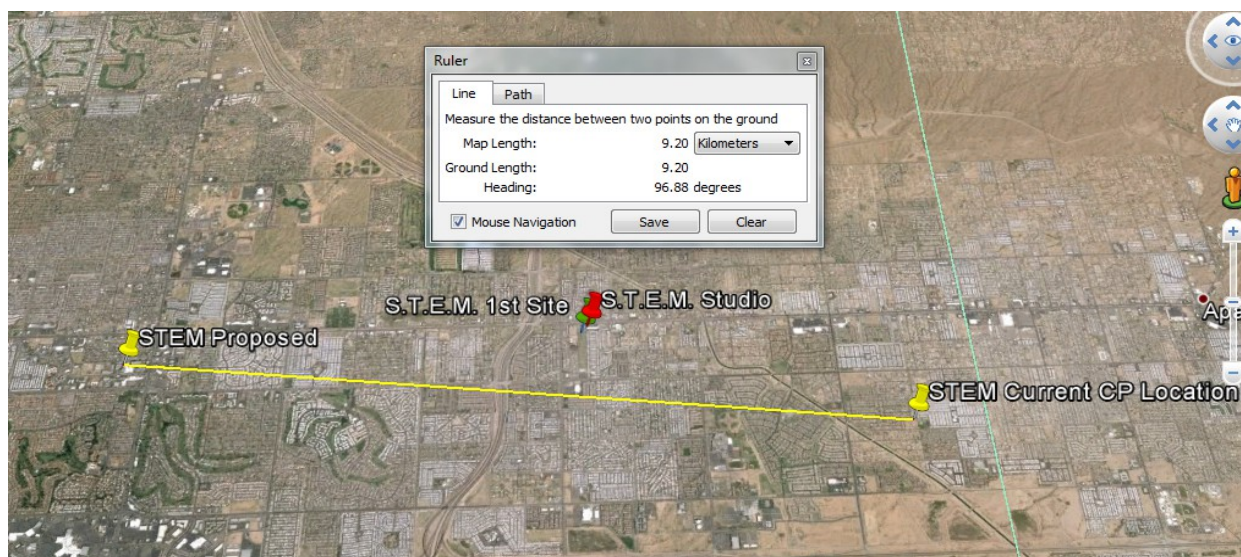 Ruler
Line Path
Measure the distance between two points on the ground
Map Length: 9.20 Kilometers
Ground Length: 9.20
Heading: 96.88 degrees
Mouse Navigation Save Clear
S.T.E.M. 1st Site S.T.E.M. Studio
Apa
STEM Proposed
STEM Current CP Location